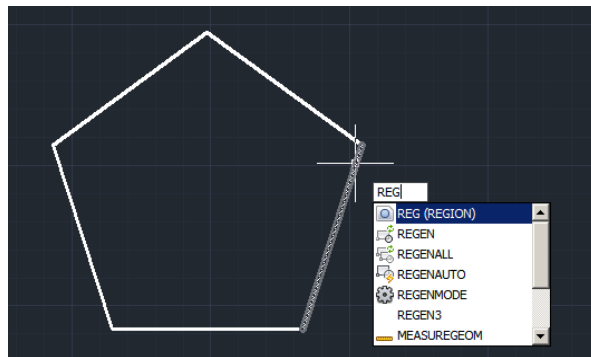 REG
REG (REGION)
REGEN
REGENALL
REGENAUTO
REGENMODE
REGEN3
MEASUREGEOM